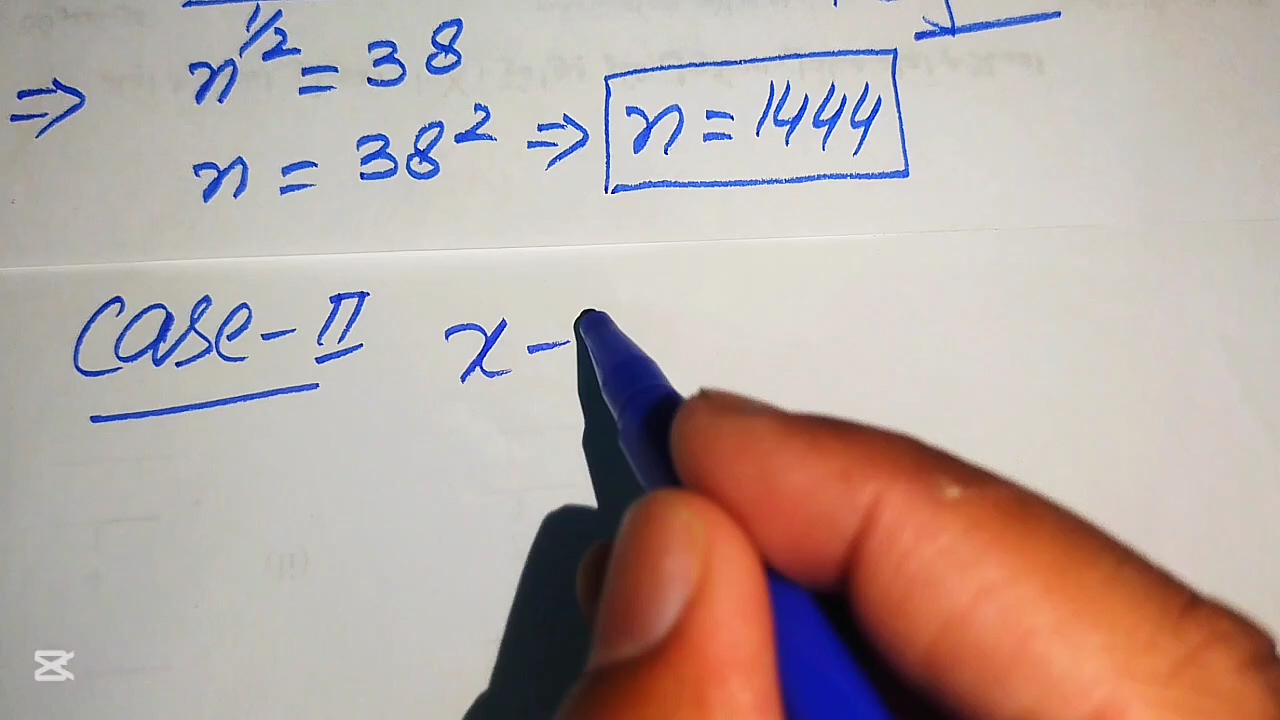 ⇒ n^{1/2} = 38
n = 38² ⇒ n = 1444
Case-II x -